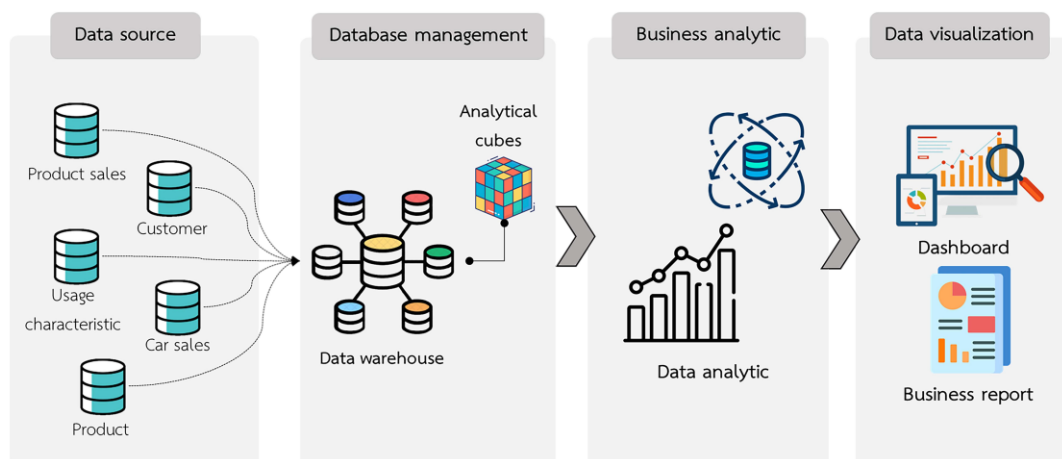 Data source
Database management
Business analytic
Data visualization
Product sales
Customer
Usage
characteristic
Car sales
Product
Analytical
cubes
Data warehouse
Data analytic
Dashboard
Business report